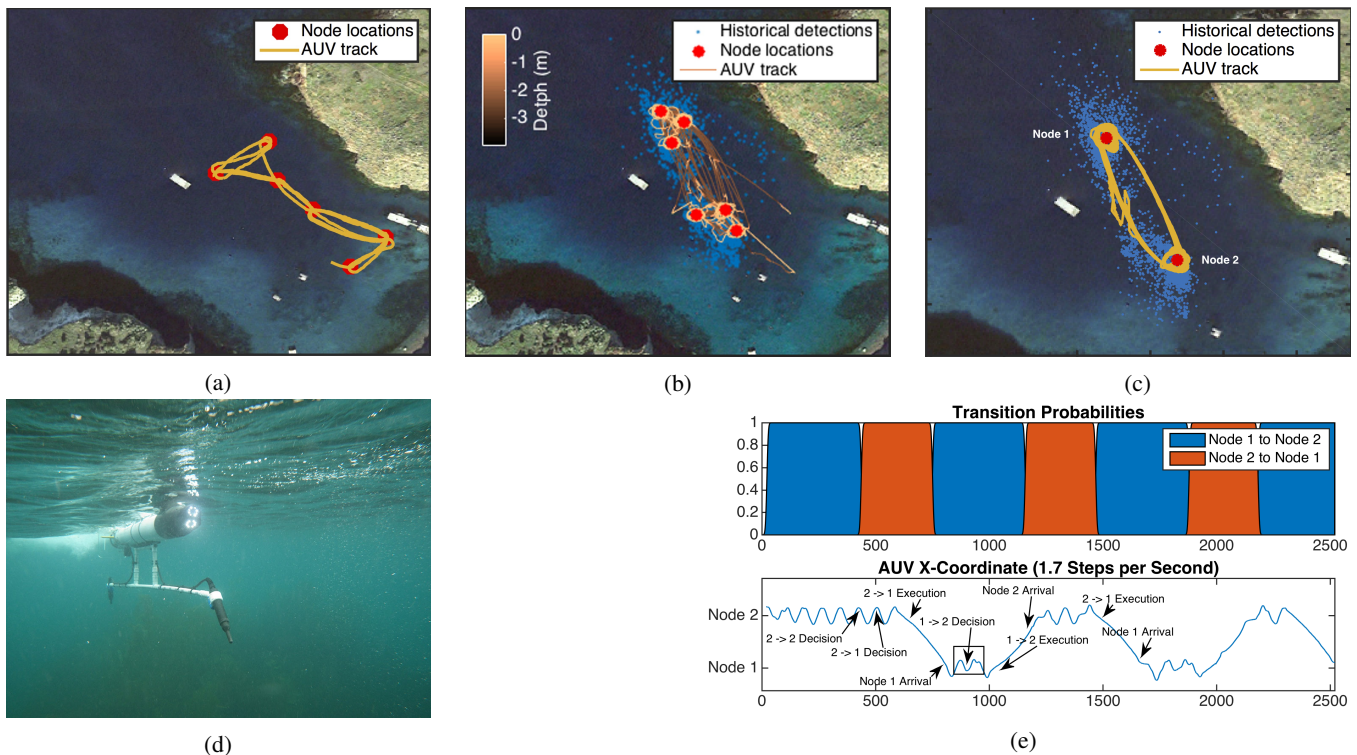 Node locations
AUV track
(a)
0
-1
-2
-3
Detph (m)
Historical detections
Node locations
AUV track
(b)
Historical detections
Node locations
AUV track
Node 1
Node 2
(c)
(d)
Transition Probabilities
1
0.8
0.6
0.4
0.2
0
Node 1 to Node 2
Node 2 to Node 1
0 500 1000 1500 2000 2500
AUV X-Coordinate (1.7 Steps per Second)
Node 2
Node 1
2 -> 1 Execution
2 -> 2 Decision
2 -> 1 Decision
1 -> 2 Decision
Node 1 Arrival
Node 2 Arrival
1 -> 2 Execution
2 -> 1 Execution
Node 1 Arrival
0 500 1000 1500 2000 2500
(e)